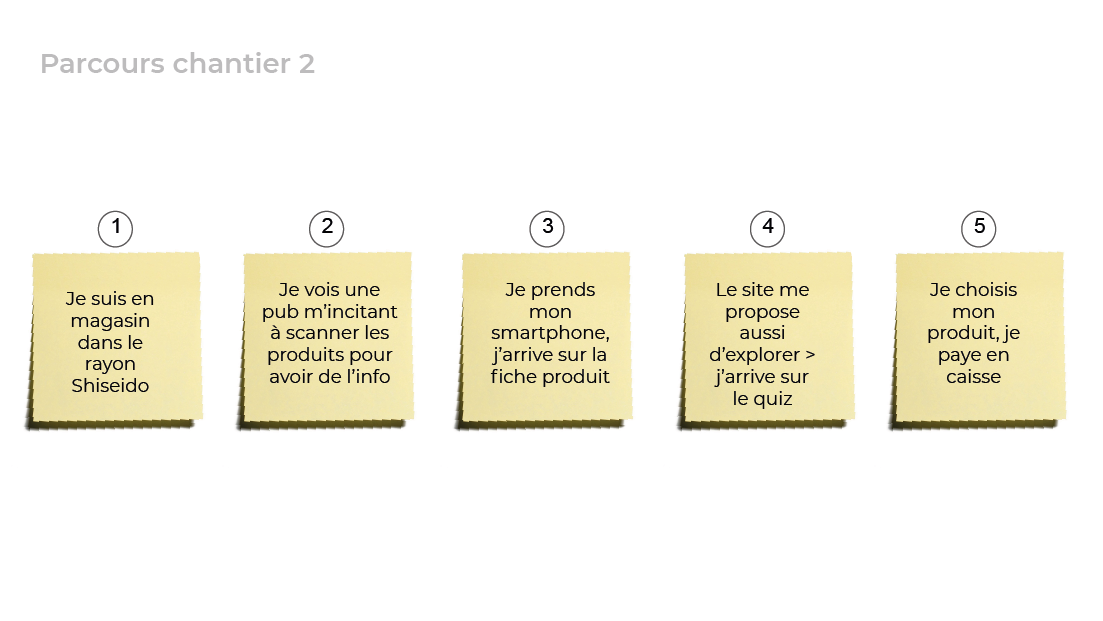 Parcours chantier 2
1
Je suis en
magasin
dans le
rayon
Shiseido
2
Je vois une
pub m’incitant
à scanner les
produits pour
avoir de l’info
3
Je prends
mon
smartphone,
j’arrive sur la
fiche produit
4
Le site me
propose
aussi
d’explorer >
j’arrive sur
le quiz
5
Je choisis
mon
produit, je
paye en
caisse